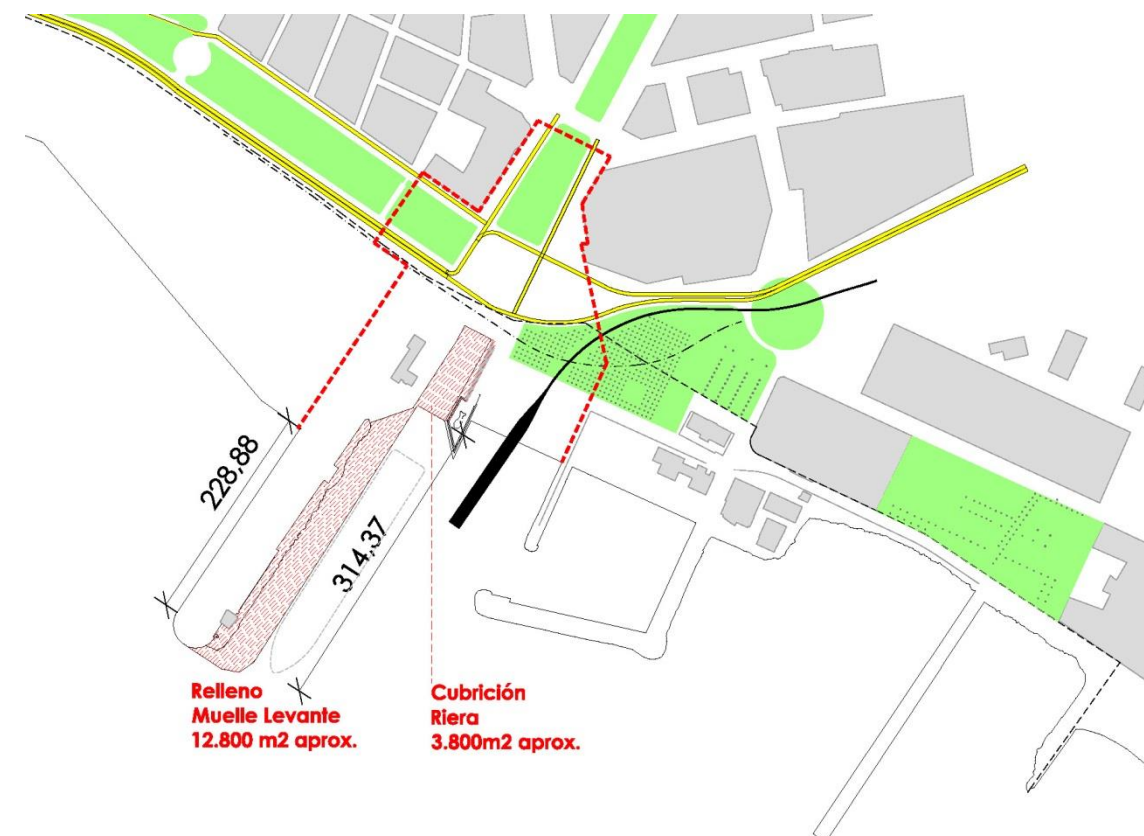 228,88
314,37
Relleno
Muelle Levante
12.800 m2 aprox.
Cubrición
Riera
3.800m2 aprox.